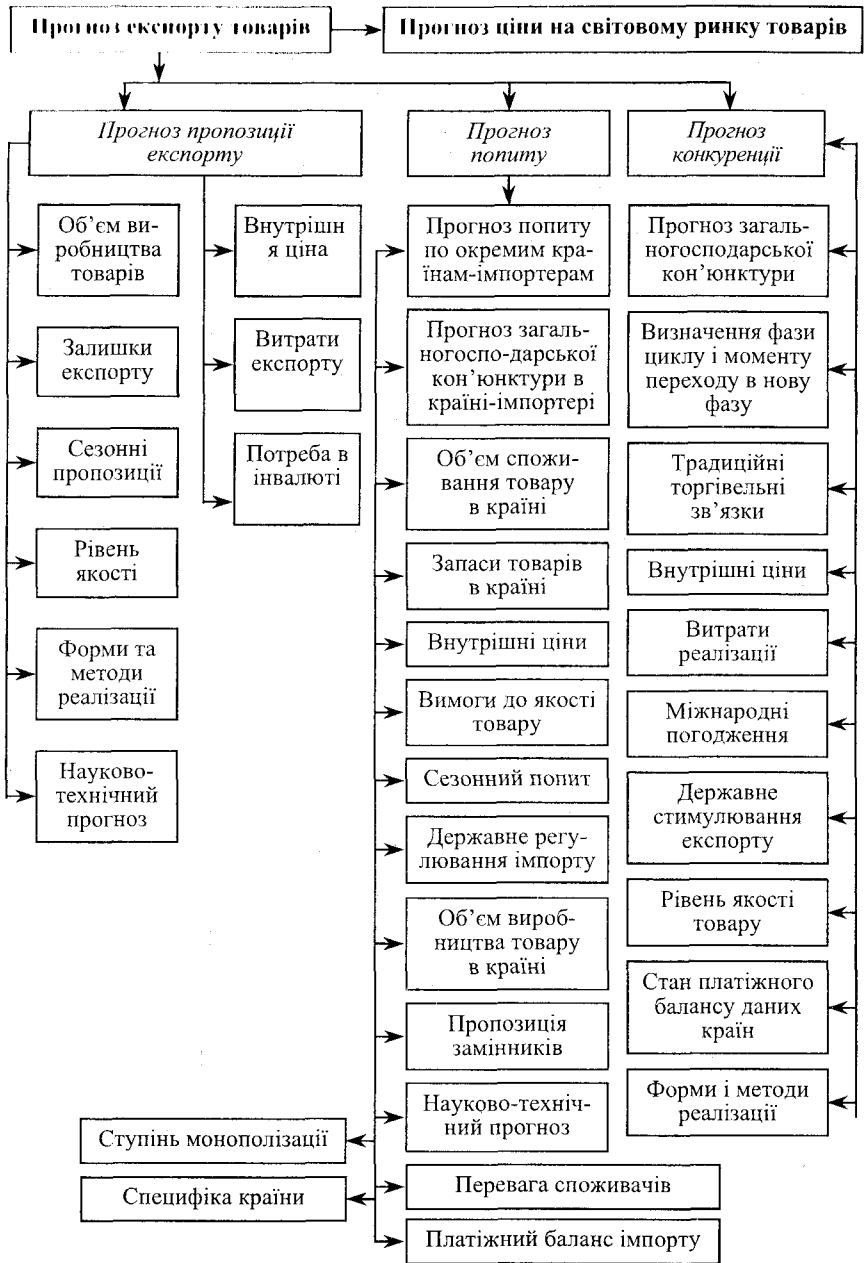 Прогноз експорту товарів
Прогноз ціни на світовому ринку товарів
Прогноз пропозиції
експорту
Прогноз
попиту
Прогноз
конкуренції
Об’єм ви-
робництва
товарів
Залишки
експорту
Сезонні
пропозиції
Рівень
якості
Форми та
методи
реалізації
Науково-
технічний
прогноз
Внутрішн
я ціна
Витрати
експорту
Потреба в
інвалюті
Прогноз попиту
по окремим кра-
їнам-імпортерам
Прогноз загаль-
ногоспо-дарської
кон’юнктури в
країні-імпортері
Об’єм спожи-
вання товару
в країні
Запаси товарів
в країні
Внутрішні ціни
Вимоги до якості
товару
Сезонний попит
Державне регу-
лювання імпорту
Об’єм вироб-
ництва товару
в країні
Пропозиція
замінників
Науково-техніч-
ний прогноз
Ступінь монополізації
Специфіка країни
Перевага споживачів
Платіжний баланс імпорту
Прогноз загаль-
ногосподарської
кон’юнктури
Визначення фази
циклу і моменту
переходу в нову
фазу
Традиційні
торгівельні
зв’язки
Внутрішні ціни
Витрати
реалізації
Міжнародні
погодження
Державне
стимулювання
експорту
Рівень якості
товару
Стан платіжного
балансу даних
країн
Форми і методи
реалізації